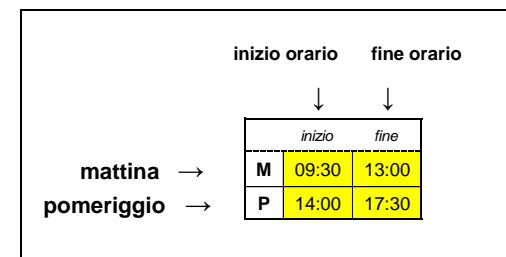 inizio orario fine orario
↓ ↓
inizio fine
mattina → M 09:30 13:00
pomeriggio → P 14:00 17:30